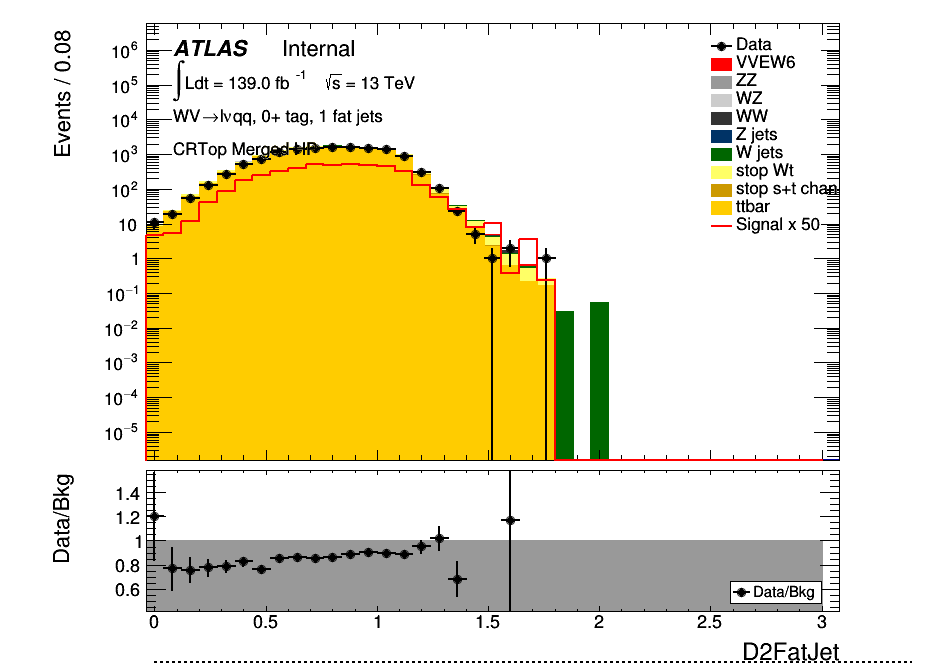 Events / 0.08
10⁶
10⁵
10⁴
10³
10²
10
1
10⁻¹
10⁻²
10⁻³
10⁻⁴
10⁻⁵
ATLAS Internal
∫Ldt = 139.0 fb⁻¹ √s = 13 TeV
WV→lνqq, 0+ tag, 1 fat jets
CRTop Merged HP
Data
VVEW6
ZZ
WZ
WW
Z jets
W jets
stop Wt
stop s+t chan
ttbar
Signal x 50
Data/Bkg
1.4
1.2
1
0.8
0.6
Data/Bkg
0 0.5 1 1.5 2 2.5 3
D2FatJet